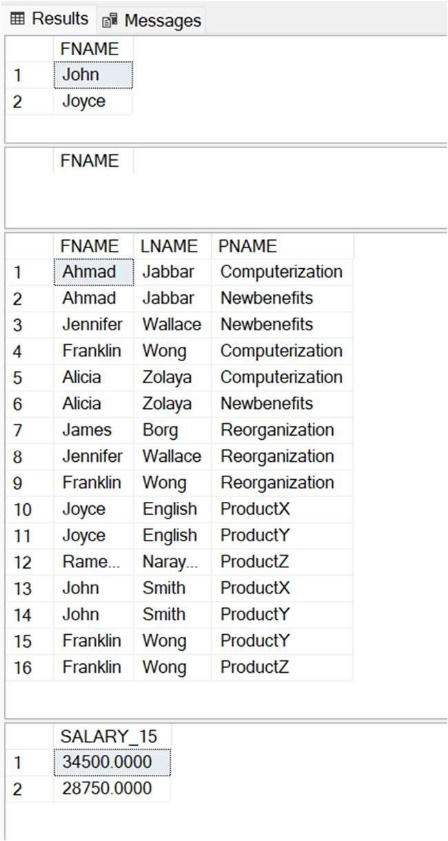 Results Messages
FNAME
1 John
2 Joyce
FNAME
FNAME LNAME PNAME
1 Ahmad Jabbar Computerization
2 Ahmad Jabbar Newbenefits
3 Jennifer Wallace Newbenefits
4 Franklin Wong Computerization
5 Alicia Zolaya Computerization
6 Alicia Zolaya Newbenefits
7 James Borg Reorganization
8 Jennifer Wallace Reorganization
9 Franklin Wong Reorganization
10 Joyce English ProductX
11 Joyce English ProductY
12 Rame... Naray... ProductZ
13 John Smith ProductX
14 John Smith ProductY
15 Franklin Wong ProductY
16 Franklin Wong ProductZ
SALARY_15
1 34500.0000
2 28750.0000